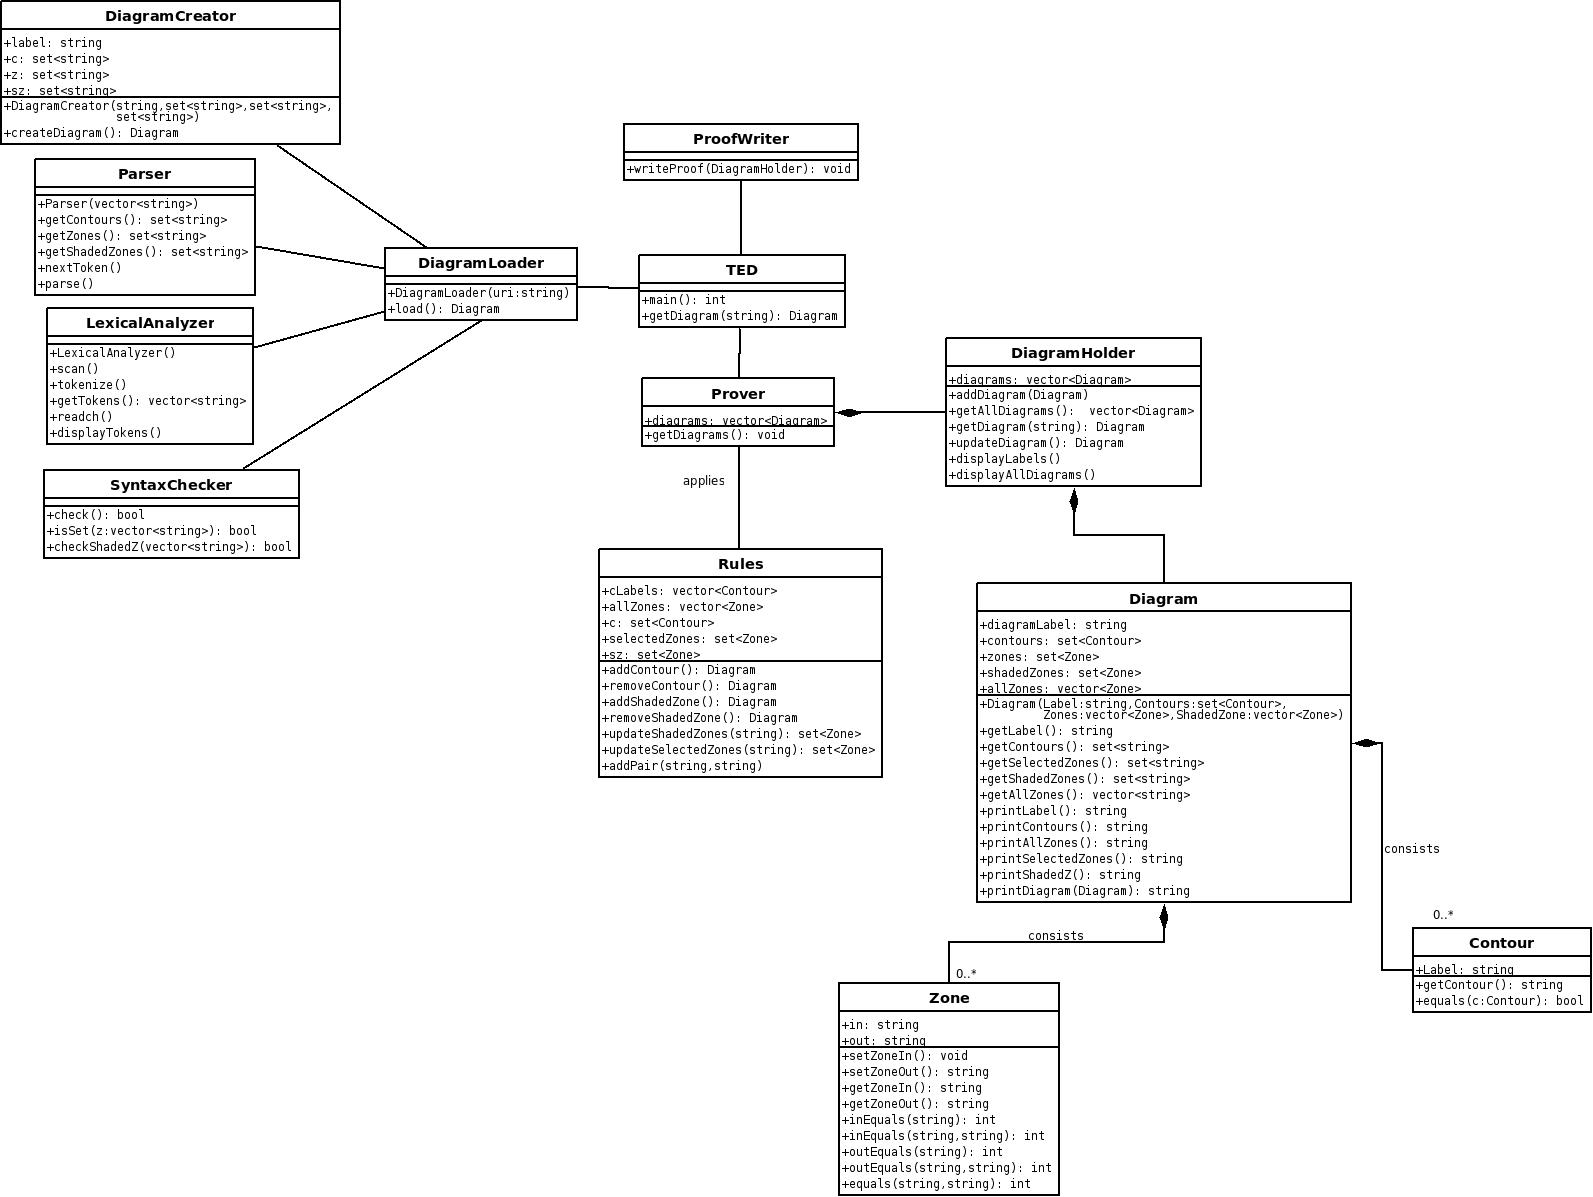 DiagramCreator
+label: string
+c: set<string>
+z: set<string>
+sz: set<string>
+DiagramCreator(string,set<string>,set<string>,
set<string>)
+createDiagram(): Diagram
Parser
+Parser(vector<string>)
+getContours(): set<string>
+getZones(): set<string>
+getShadedZones(): set<string>
+nextToken()
+parse()
LexicalAnalyzer
+LexicalAnalyzer()
+scan()
+tokenize()
+getTokens(): vector<string>
+readch()
+displayTokens()
SyntaxChecker
+check(): bool
+isSet(z:vector<string>): bool
+checkShadedZ(vector<string>): bool
DiagramLoader
+DiagramLoader(uri:string)
+load(): Diagram
ProofWriter
+writeProof(DiagramHolder): void
TED
+main(): int
+getDiagram(string): Diagram
Prover
+diagrams: vector<Diagram>
+getDiagrams(): void
applies
Rules
+cLabels: vector<Contour>
+allZones: vector<Zone>
+c: set<Contour>
+selectedZones: set<Zone>
+sz: set<Zone>
+addContour(): Diagram
+removeContour(): Diagram
+addShadedZone(): Diagram
+removeShadedZone(): Diagram
+updateShadedZones(string): set<Zone>
+updateSelectedZones(string): set<Zone>
+addPair(string,string)
DiagramHolder
+diagrams: vector<Diagram>
+addDiagram(Diagram)
+getAllDiagrams():  vector<Diagram>
+getDiagram(string): Diagram
+updateDiagram(): Diagram
+displayLabels()
+displayAllDiagrams()
Diagram
+diagramLabel: string
+contours: set<Contour>
+zones: set<Zone>
+shadedZones: set<Zone>
+allZones: vector<Zone>
+Diagram(Label:string,Contours:set<Contour>,
Zones:vector<Zone>,ShadedZone:vector<Zone>)
+getLabel(): string
+getContours(): set<string>
+getSelectedZones(): set<string>
+getShadedZones(): set<string>
+getAllZones(): vector<string>
+printLabel(): string
+printContours(): string
+printAllZones(): string
+printSelectedZones(): string
+printShadedZ(): string
+printDiagram(Diagram): string
consists
0..*
Contour
+Label: string
+getContour(): string
+equals(c:Contour): bool
consists
0..*
Zone
+in: string
+out: string
+setZoneIn(): void
+setZoneOut(): string
+getZoneIn(): string
+getZoneOut(): string
+inEquals(string): int
+inEquals(string,string): int
+outEquals(string): int
+outEquals(string,string): int
+equals(string,string): int